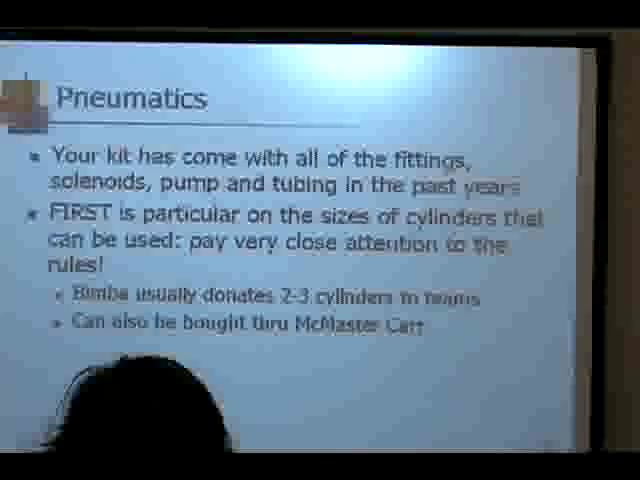 Pneumatics
Your kit has come with all of the fittings,
solenoids, pump and tubing in the past years
FIRST is particular on the sizes of cylinders that
can be used: pay very close attention to the
rules!
Bimba usually donates 2-3 cylinders to teams
Can also be bought thru McMaster Carr